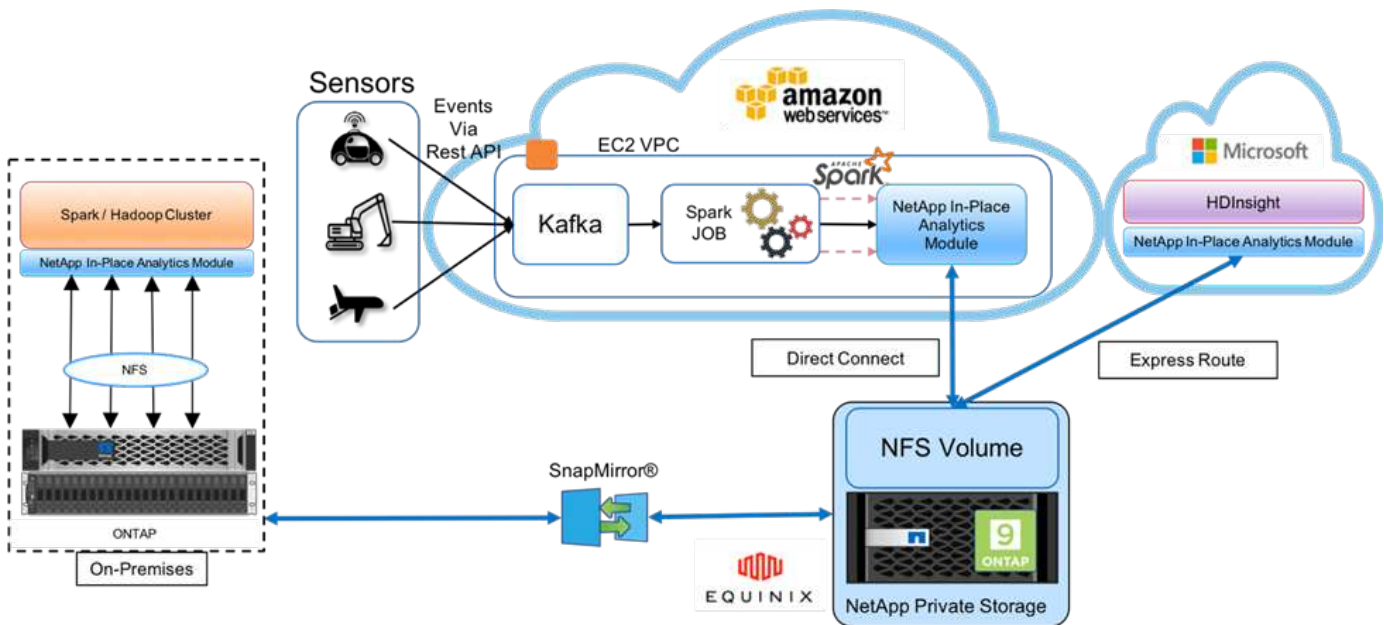 Sensors
Events
Via
Rest API
amazon
web services™
EC2 VPC
APACHE
Spark
Kafka
Spark
JOB
NetApp In-Place
Analytics
Module
Microsoft
HDInsight
NetApp In-Place Analytics Module
Spark / Hadoop Cluster
NetApp In-Place Analytics Module
NFS
ONTAP
On-Premises
Direct Connect
Express Route
SnapMirror®
EQUINIX
NFS Volume
9
ONTAP
NetApp Private Storage